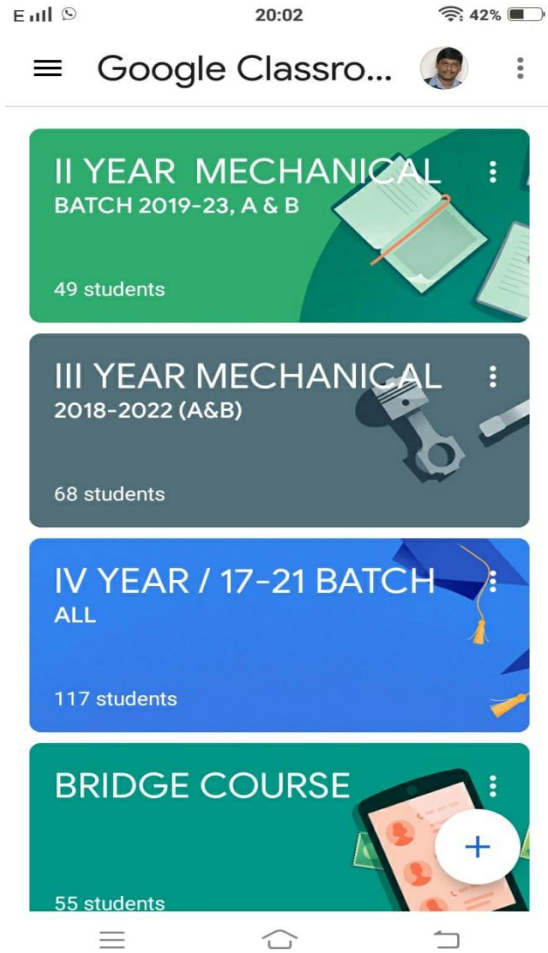 E 20:02 42%
Google Classro...
II YEAR MECHANICAL
BATCH 2019-23, A & B
49 students
III YEAR MECHANICAL
2018-2022 (A&B)
68 students
IV YEAR / 17-21 BATCH
ALL
117 students
BRIDGE COURSE
55 students